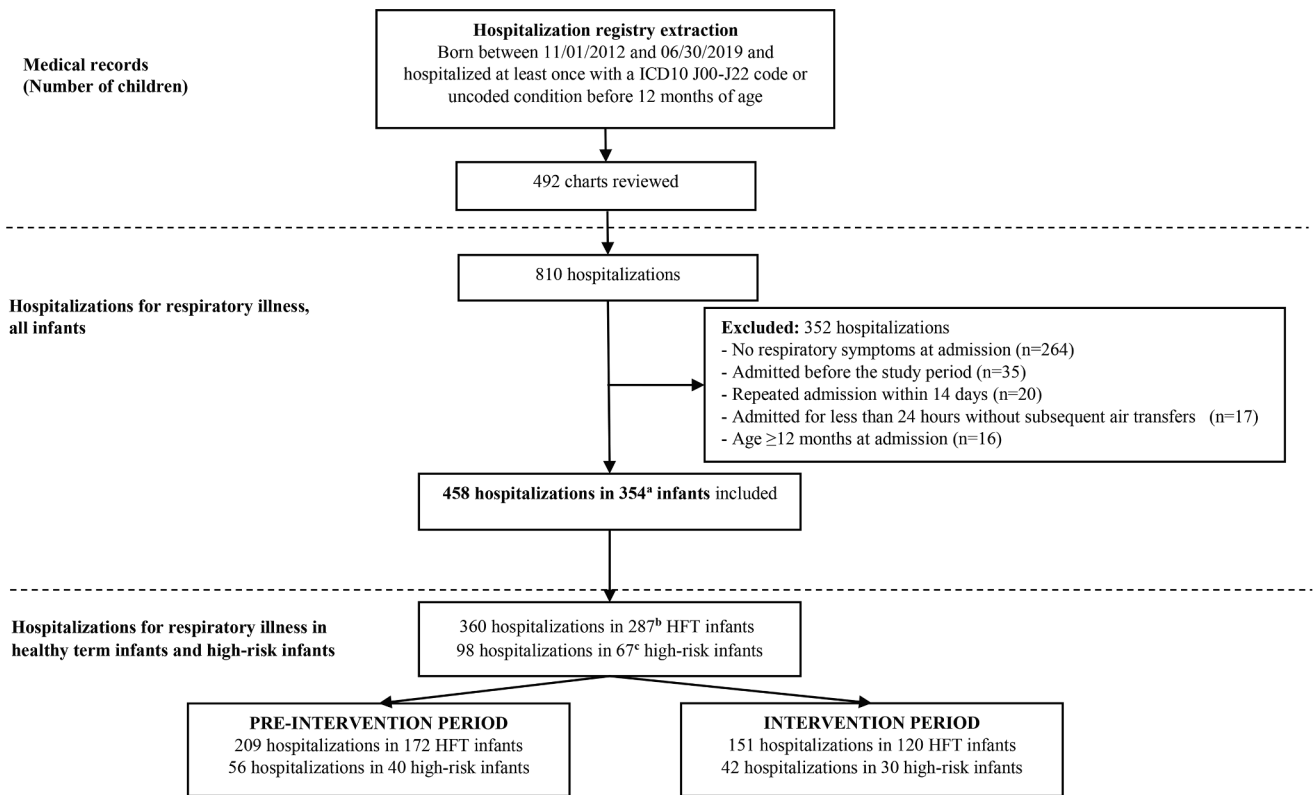 Hospitalization registry extraction
Born between 11/01/2012 and 06/30/2019 and
hospitalized at least once with a ICD10 J00-J22 code or
uncoded condition before 12 months of age
Medical records
(Number of children)
492 charts reviewed
810 hospitalizations
Hospitalizations for respiratory illness,
all infants
Excluded: 352 hospitalizations
- No respiratory symptoms at admission (n=264)
- Admitted before the study period (n=35)
- Repeated admission within 14 days (n=20)
- Admitted for less than 24 hours without subsequent air transfers (n=17)
- Age ≥12 months at admission (n=16)
458 hospitalizations in 354ᵃ infants included
Hospitalizations for respiratory illness in
healthy term infants and high-risk infants
360 hospitalizations in 287ᵇ HFT infants
98 hospitalizations in 67ᶜ high-risk infants
PRE-INTERVENTION PERIOD
209 hospitalizations in 172 HFT infants
56 hospitalizations in 40 high-risk infants
INTERVENTION PERIOD
151 hospitalizations in 120 HFT infants
42 hospitalizations in 30 high-risk infants